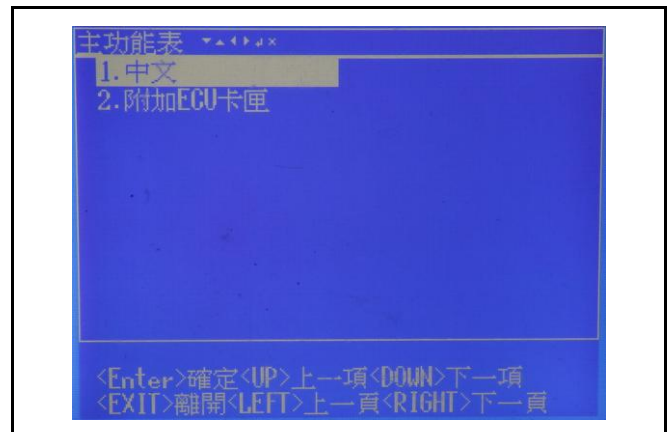 主功能表 ▼▲◀▶↲×
1.中文
2.附加ECU卡匣
<Enter>確定<UP>上一項<DOWN>下一項
<EXIT>離開<LEFT>上一頁<RIGHT>下一頁